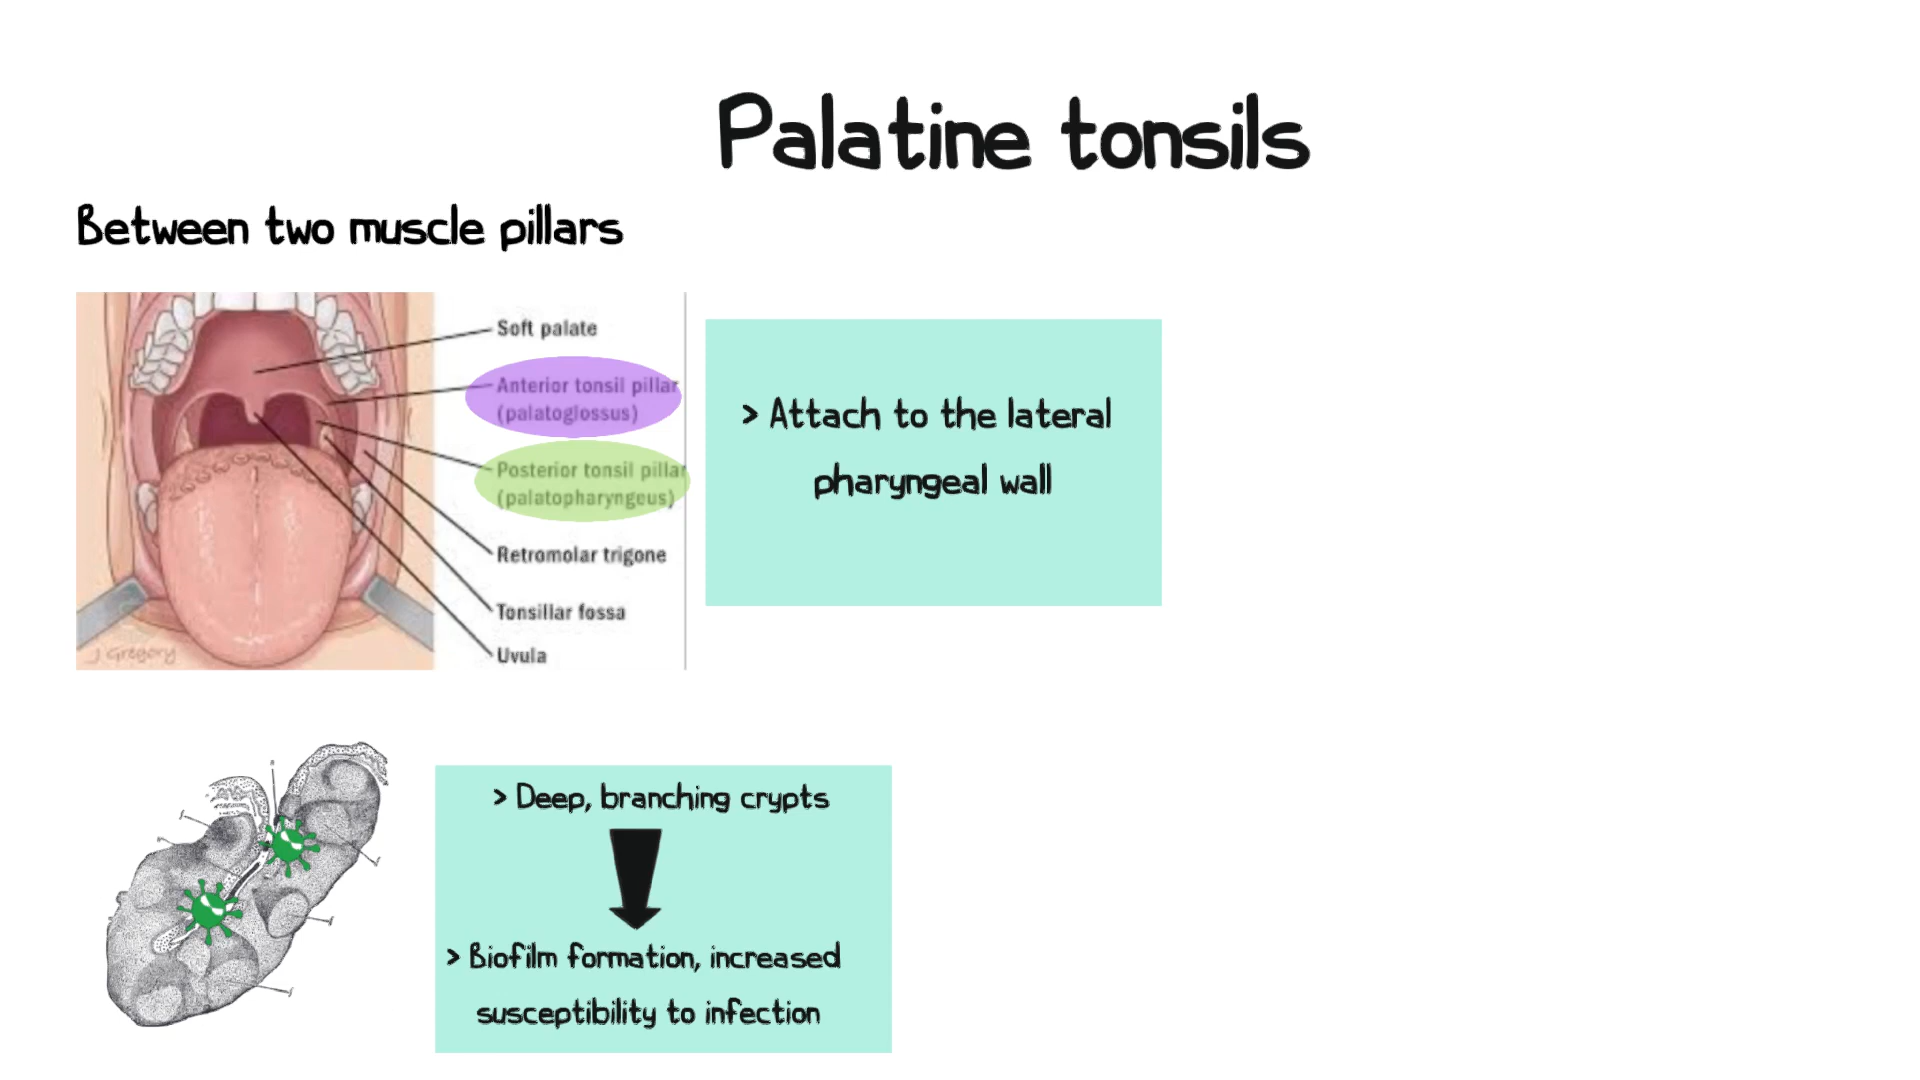 Palatine tonsils
Between two muscle pillars
Soft palate
Anterior tonsil pillar
(palatoglossus)
Posterior tonsil pillar
(palatopharyngeus)
Retromolar trigone
Tonsillar fossa
Uvula
J Gregory
> Attach to the lateral
pharyngeal wall
> Deep, branching crypts
> Biofilm formation, increased
susceptibility to infection